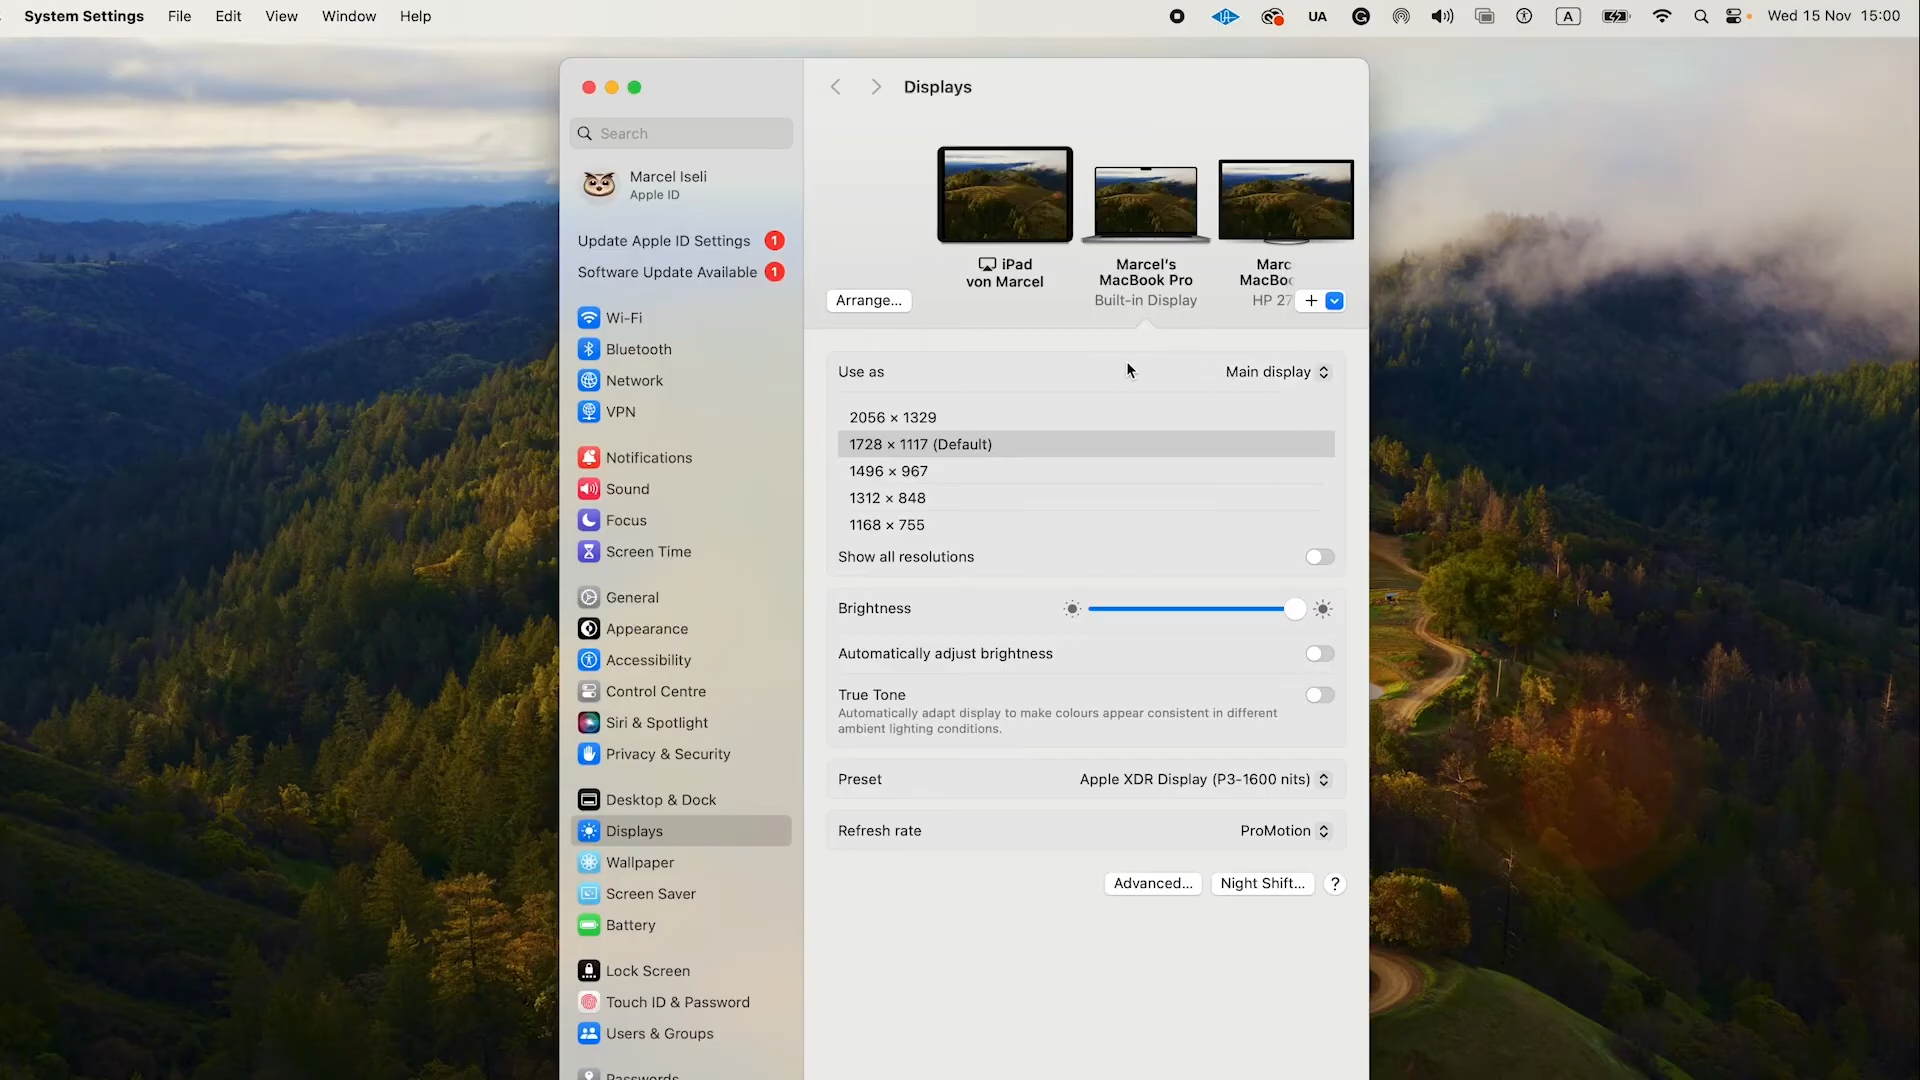 System Settings File Edit View Window Help
UA A Wed 15 Nov 15:00
Displays
Search
Marcel Iseli
Apple ID
Update Apple ID Settings 1
Software Update Available 1
Wi-Fi
Bluetooth
Network
VPN
Notifications
Sound
Focus
Screen Time
General
Appearance
Accessibility
Control Centre
Siri & Spotlight
Privacy & Security
Desktop & Dock
Displays
Wallpaper
Screen Saver
Battery
Lock Screen
Touch ID & Password
Users & Groups
Passwords
iPad
von Marcel
Marcel's
MacBook Pro
Built-in Display
Marc
MacBo
HP 27
Arrange...
+
Use as Main display
2056 × 1329
1728 × 1117 (Default)
1496 × 967
1312 × 848
1168 × 755
Show all resolutions
Brightness
Automatically adjust brightness
True Tone
Automatically adapt display to make colours appear consistent in different
ambient lighting conditions.
Preset Apple XDR Display (P3-1600 nits)
Refresh rate ProMotion
Advanced... Night Shift... ?